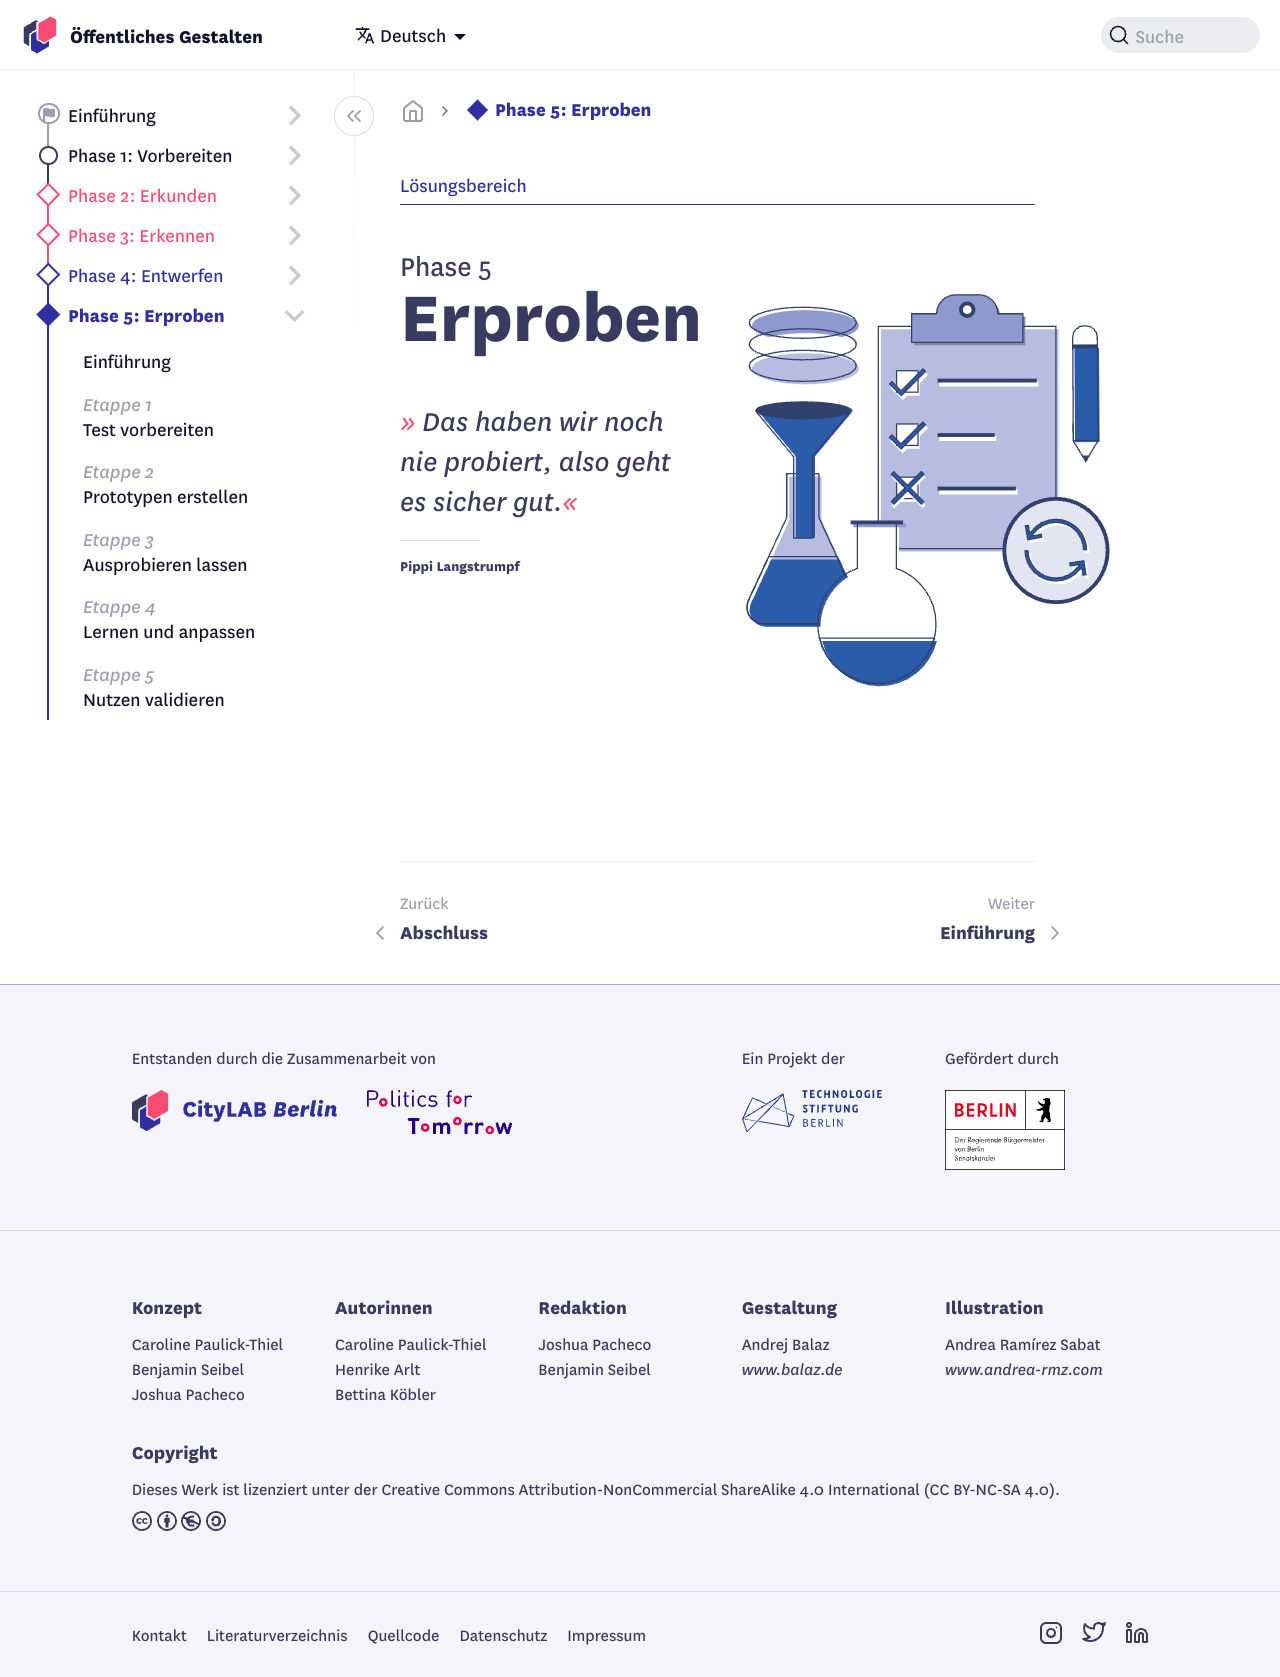 Öffentliches Gestalten
Deutsch
Suche
Einführung
Phase 1: Vorbereiten
Phase 2: Erkunden
Phase 3: Erkennen
Phase 4: Entwerfen
Phase 5: Erproben
Einführung
Etappe 1
Test vorbereiten
Etappe 2
Prototypen erstellen
Etappe 3
Ausprobieren lassen
Etappe 4
Lernen und anpassen
Etappe 5
Nutzen validieren
Phase 5: Erproben
Lösungsbereich
Phase 5
Erproben
» Das haben wir noch
nie probiert, also geht
es sicher gut.«
Pippi Langstrumpf
Zurück
Abschluss
Weiter
Einführung
Entstanden durch die Zusammenarbeit von
CityLAB Berlin
Politics for
Tomorrow
Ein Projekt der
TECHNOLOGIE
STIFTUNG
BERLIN
Gefördert durch
BERLIN
Der Regierende Bürgermeister
von Berlin
Senatskanzlei
Konzept
Caroline Paulick-Thiel
Benjamin Seibel
Joshua Pacheco
Autorinnen
Caroline Paulick-Thiel
Henrike Arlt
Bettina Köbler
Redaktion
Joshua Pacheco
Benjamin Seibel
Gestaltung
Andrej Balaz
www.balaz.de
Illustration
Andrea Ramírez Sabat
www.andrea-rmz.com
Copyright
Dieses Werk ist lizenziert unter der Creative Commons Attribution-NonCommercial ShareAlike 4.0 International (CC BY-NC-SA 4.0).
cc
Kontakt Literaturverzeichnis Quellcode Datenschutz Impressum